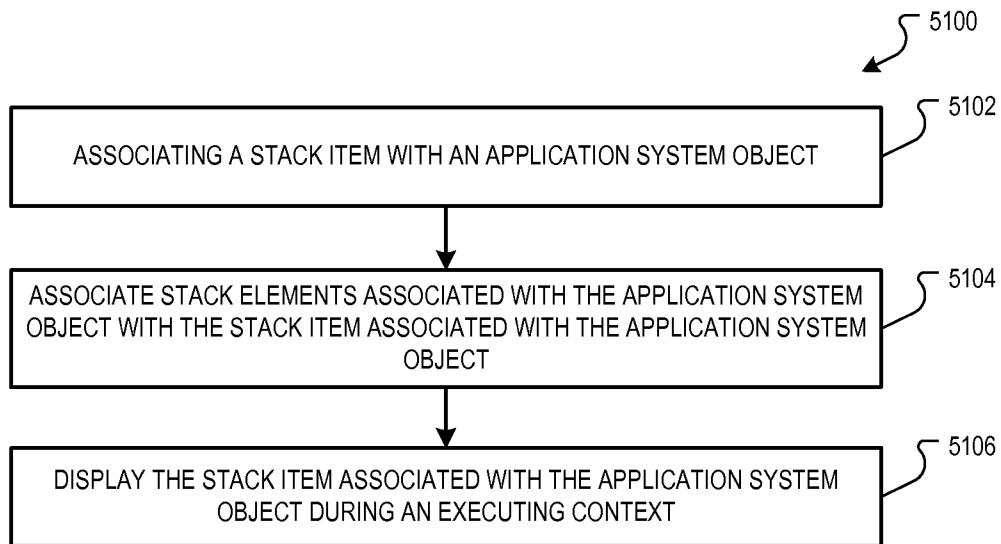 5100
5102
ASSOCIATING A STACK ITEM WITH AN APPLICATION SYSTEM OBJECT
5104
ASSOCIATE STACK ELEMENTS ASSOCIATED WITH THE APPLICATION SYSTEM
OBJECT WITH THE STACK ITEM ASSOCIATED WITH THE APPLICATION SYSTEM
OBJECT
5106
DISPLAY THE STACK ITEM ASSOCIATED WITH THE APPLICATION SYSTEM
OBJECT DURING AN EXECUTING CONTEXT